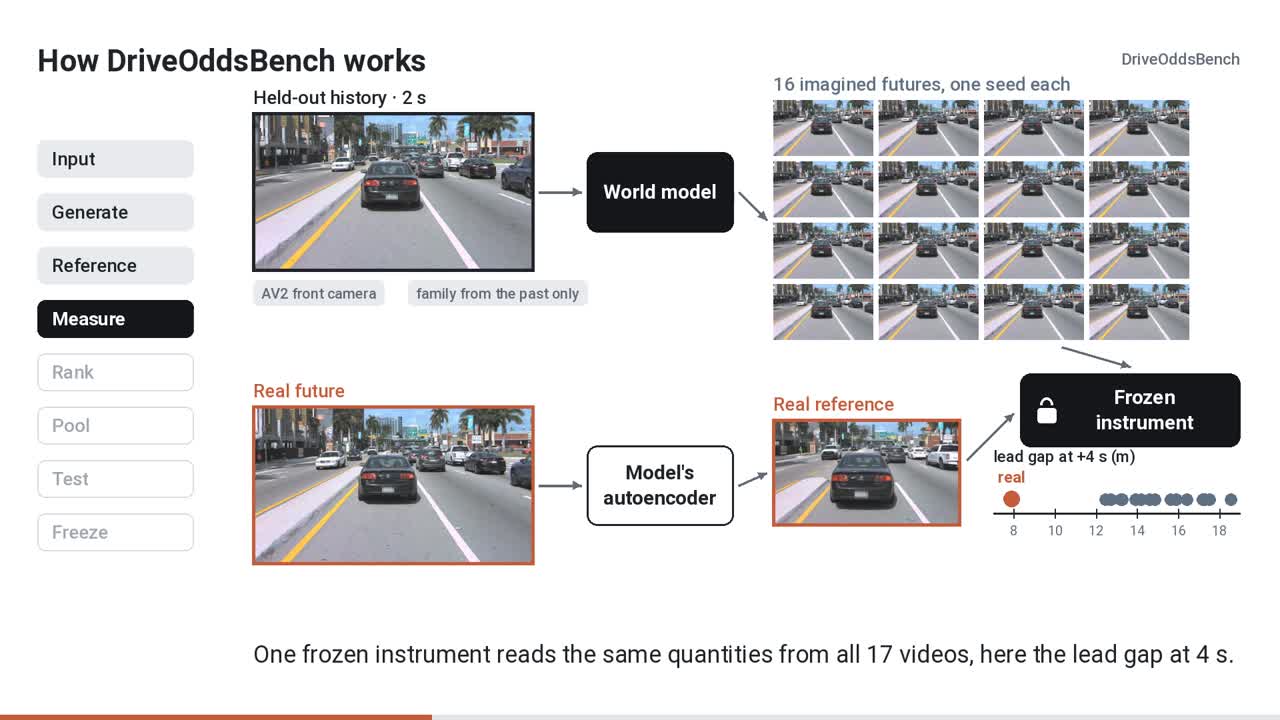 How DriveOddsBench works
DriveOddsBench
Input
Generate
Reference
Measure
Rank
Pool
Test
Freeze
Held-out history · 2 s
AV2 front camera
family from the past only
World model
16 imagined futures, one seed each
Real future
Model's
autoencoder
Real reference
Frozen
instrument
lead gap at +4 s (m)
real
8 10 12 14 16 18
One frozen instrument reads the same quantities from all 17 videos, here the lead gap at 4 s.